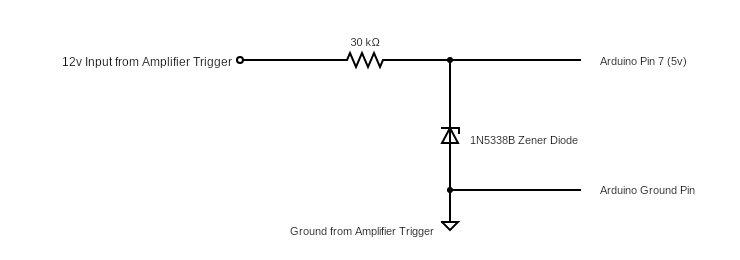 30 kΩ
12v Input from Amplifier Trigger
Arduino Pin 7 (5v)
1N5338B Zener Diode
Arduino Ground Pin
Ground from Amplifier Trigger